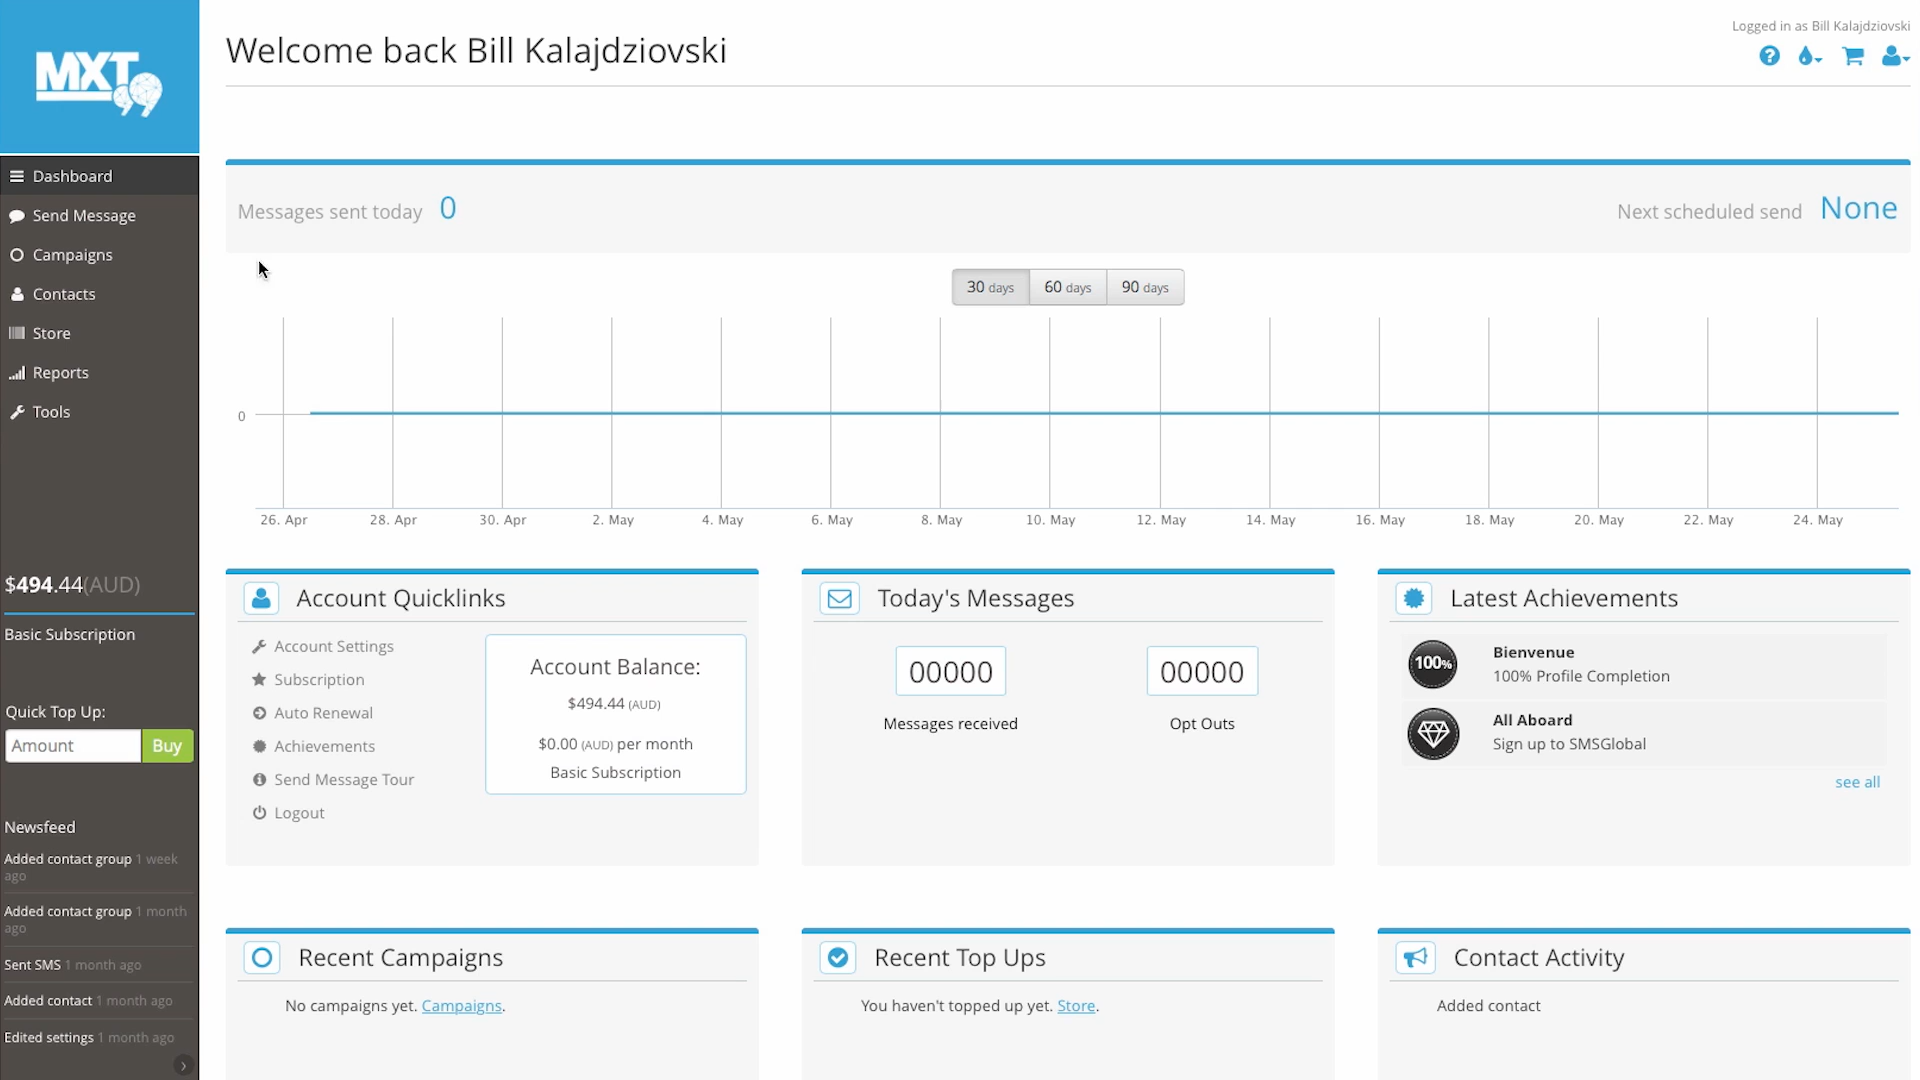 MXT
Dashboard
Send Message
Campaigns
Contacts
Store
Reports
Tools
$494.44(AUD)
Basic Subscription
Quick Top Up:
Amount
Buy
Newsfeed
Added contact group 1 week
ago
Added contact group 1 month
ago
Sent SMS 1 month ago
Added contact 1 month ago
Edited settings 1 month ago
Welcome back Bill Kalajdziovski
Logged in as Bill Kalajdziovski
Messages sent today 0
Next scheduled send None
30 days 60 days 90 days
0
26. Apr 28. Apr 30. Apr 2. May 4. May 6. May 8. May 10. May 12. May 14. May 16. May 18. May 20. May 22. May 24. May
Account Quicklinks
Account Settings
Subscription
Auto Renewal
Achievements
Send Message Tour
Logout
Account Balance:
$494.44 (AUD)
$0.00 (AUD) per month
Basic Subscription
Today's Messages
00000 00000
Messages received Opt Outs
Latest Achievements
100%
Bienvenue
100% Profile Completion
All Aboard
Sign up to SMSGlobal
see all
Recent Campaigns
No campaigns yet. Campaigns.
Recent Top Ups
You haven't topped up yet. Store.
Contact Activity
Added contact